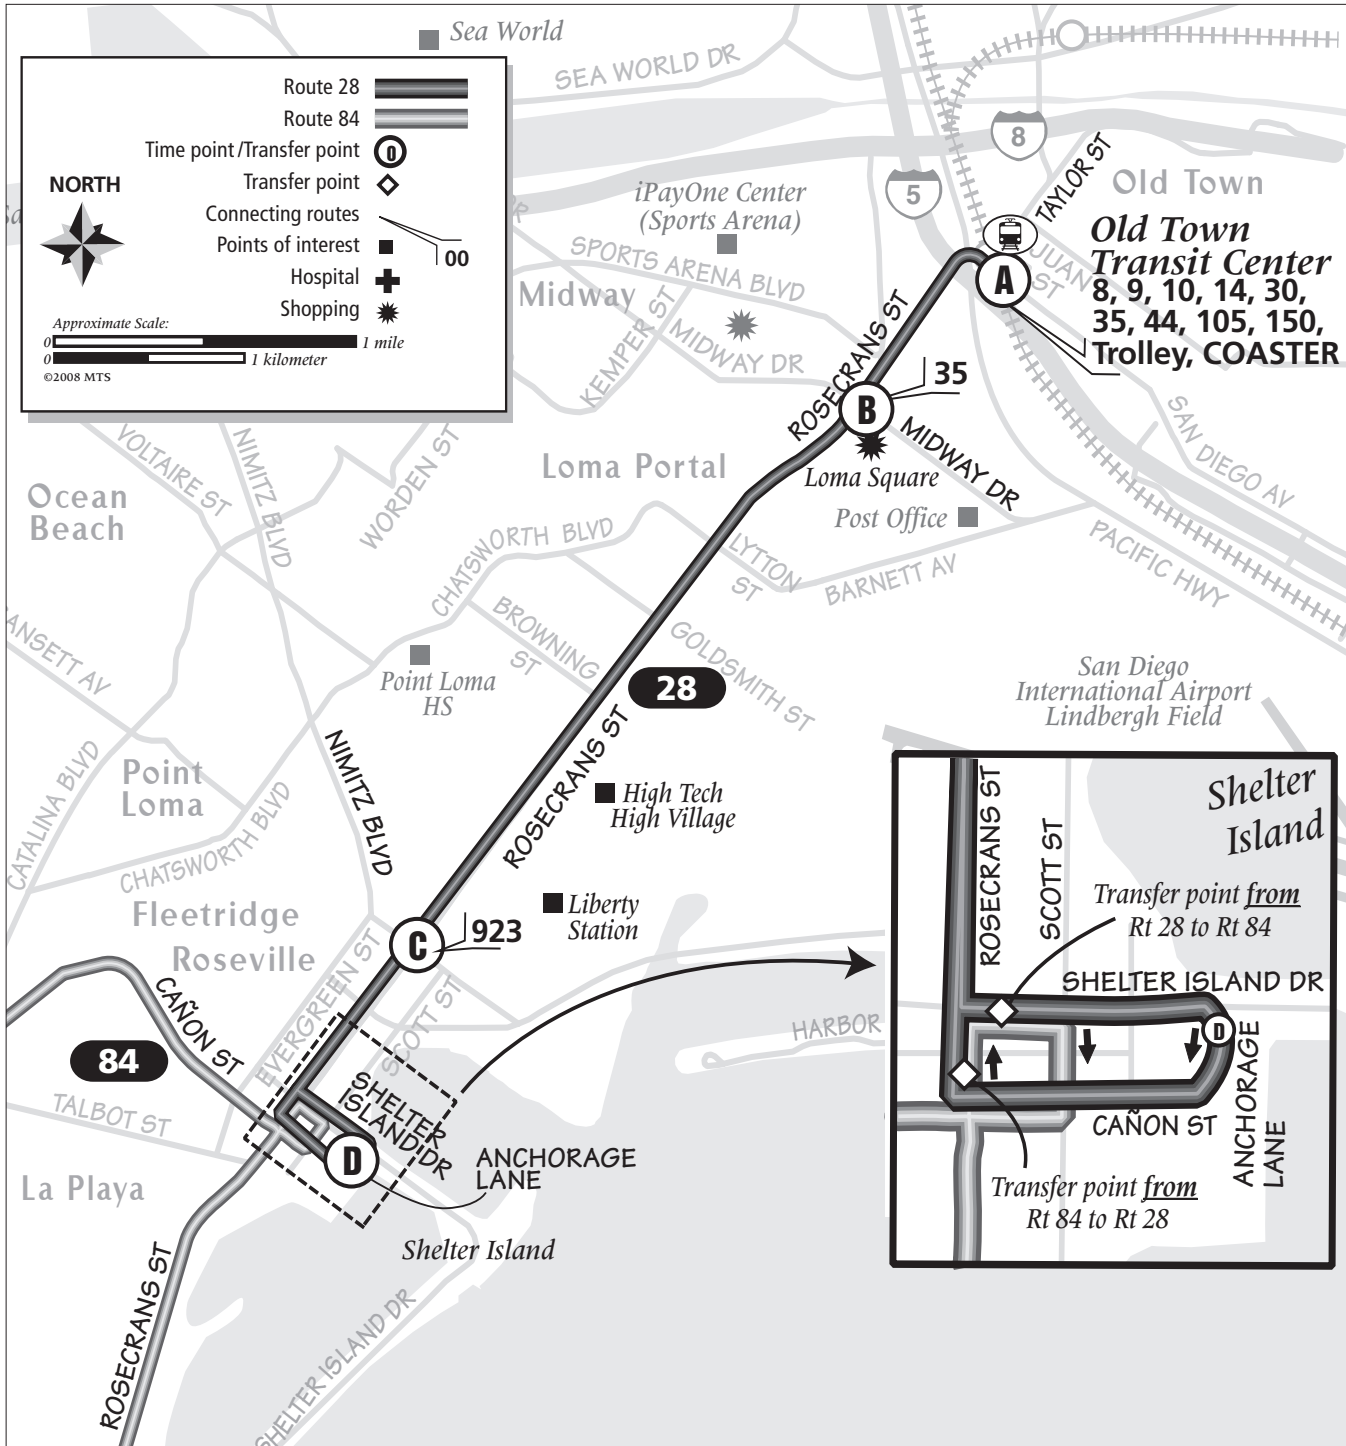 Sea World
SEA WORLD DR
Route 28
Route 84
Time point/Transfer point
0
Transfer point
Connecting routes
00
Points of interest
Hospital
Shopping
NORTH
Approximate Scale:
0
1 mile
0
1 kilometer
©2008 MTS
8
5
TAYLOR ST
Old Town
JUAN
ST
Old Town
Transit Center
8, 9, 10, 14, 30,
35, 44, 105, 150,
Trolley, COASTER
A
iPayOne Center
(Sports Arena)
SPORTS ARENA BLVD
Midway
KEMPER ST
MIDWAY DR
ROSECRANS ST
B
35
MIDWAY DR
Loma Square
Post Office
SAN DIEGO AV
PACIFIC HWY
BARNETT AV
LYTTON
ST
Loma Portal
VOLTAIRE ST
NIMITZ BLVD
WORDEN ST
Ocean
Beach
CHATSWORTH BLVD
BROWNING
ST
GOLDSMITH ST
Point Loma
HS
28
ROSECRANS ST
San Diego
International Airport
Lindbergh Field
CATALINA BLVD
Point
Loma
NIMITZ BLVD
CHATSWORTH BLVD
High Tech
High Village
Liberty
Station
Fleetridge
Roseville
C
923
CAÑON ST
EVERGREEN ST
SCOTT ST
84
TALBOT ST
SHELTER
ISLAND DR
D
ANCHORAGE
LANE
La Playa
Shelter Island
ROSECRANS ST
SHELTER ISLAND DR
HARBOR
Shelter
Island
ROSECRANS ST
SCOTT ST
Transfer point from
Rt 28 to Rt 84
SHELTER ISLAND DR
D
CAÑON ST
ANCHORAGE
LANE
Transfer point from
Rt 84 to Rt 28